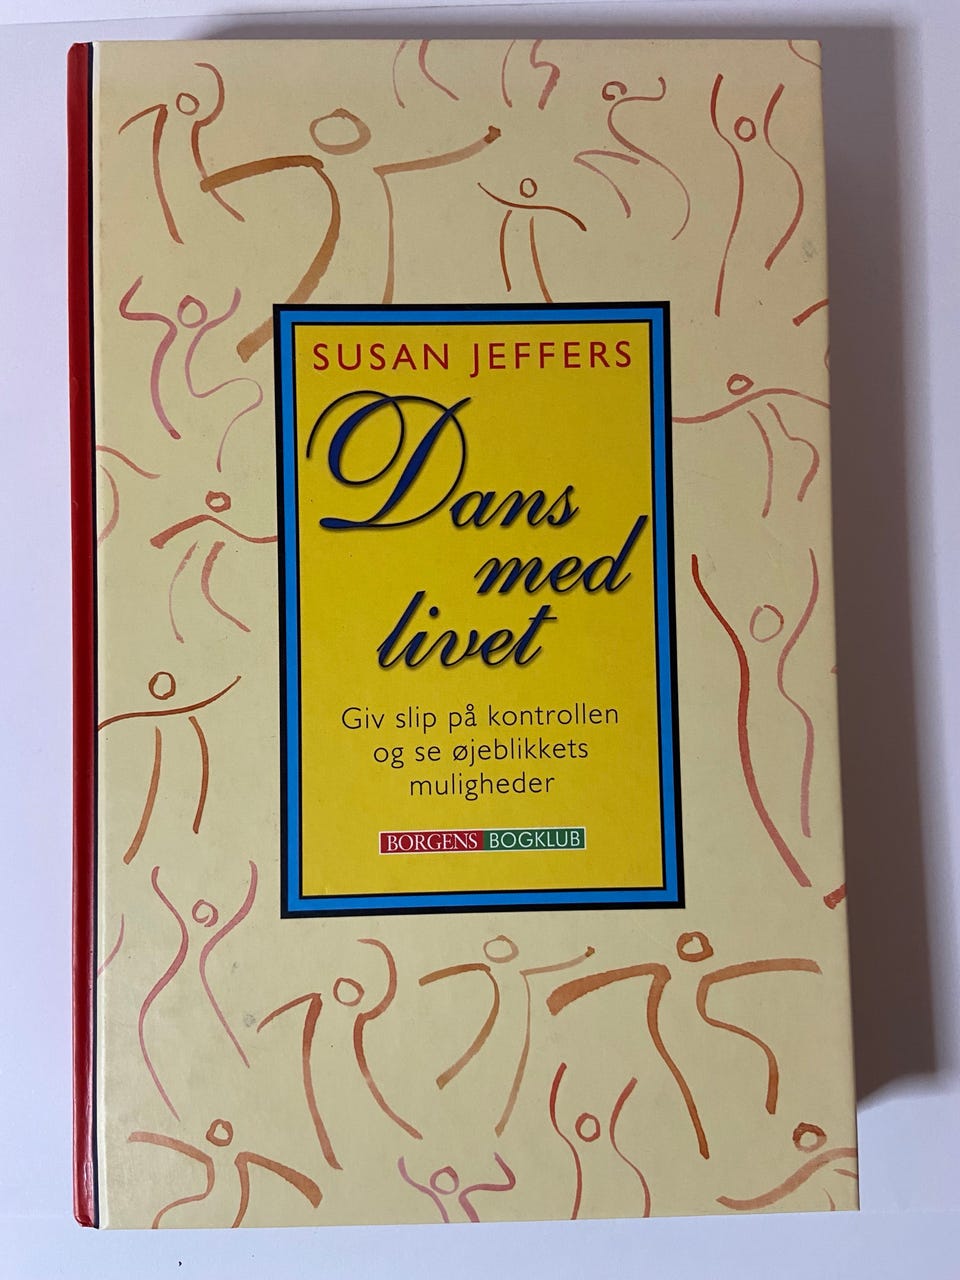 SUSAN JEFFERS
Dans
med
livet
Giv slip på kontrollen
og se øjeblikkets
muligheder
BORGENS BOGKLUB